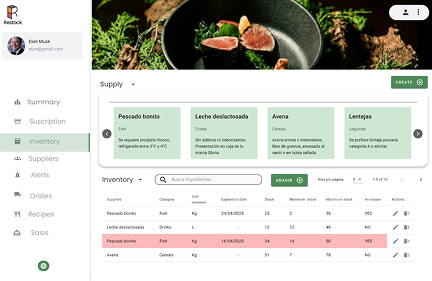 Restock
Elon Musk
elon@gmail.com
Summary
Suscription
Inventory
Suppliers
Alerts
Orders
Recipes
Sales
Supply
CREATE
Pescado bonito
Fish
Se requiere producto fresco,
refrigerado entre 0°C y 4°C
Leche deslactosada
Drinks
Sin aditivos ni saborizantes.
Presentación en caja de la
marca Gloria.
Avena
Cereals
Avena entera o instantánea,
libre de grumos, envasada al
vacío o en bolsa sellada.
Lentejas
Legumes
Se prefiere lenteja peruana
categoría A o similar.
Inventory
Busca ingredientes
AÑADIR
Filas por página 5 1-5 of 10
Supplies Category Unit measure Expiration date Stock Minimum stock Maximum stock Perishable Actions
Pescado bonito Fish Kg 24/04/2025 23 2 30 YES
Leche deslactosada Drinks L - 12 12 40 NO
Pescado bonito Fish Kg 18/04/2025 34 14 50 YES
Avena Cereals Kg - 51 7 78 NO